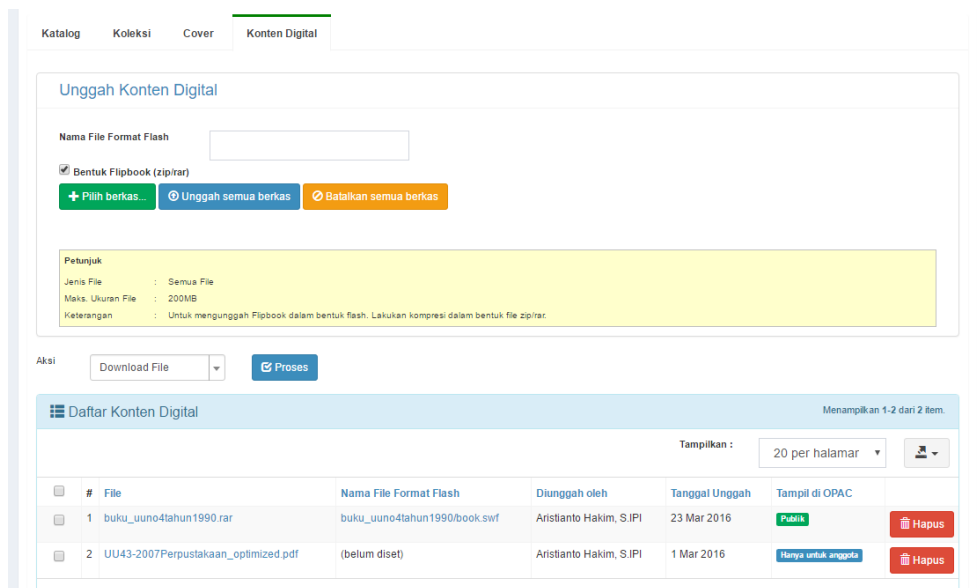 Katalog Koleksi Cover Konten Digital
Unggah Konten Digital
Nama File Format Flash
Bentuk Flipbook (zip/rar)
Pilih berkas... Unggah semua berkas Batalkan semua berkas
Petunjuk
Jenis File : Semua File
Maks. Ukuran File : 200MB
Keterangan : Untuk mengunggah Flipbook dalam bentuk flash. Lakukan kompresi dalam bentuk file zip/rar.
Aksi Download File Proses
Daftar Konten Digital Menampilkan 1-2 dari 2 item.
Tampilkan : 20 per halamar
# File Nama File Format Flash Diunggah oleh Tanggal Unggah Tampil di OPAC
1 buku_uuno4tahun1990.rar buku_uuno4tahun1990/book.swf Aristianto Hakim, S.IPI 23 Mar 2016 Publik Hapus
2 UU43-2007Perpustakaan_optimized.pdf (belum diset) Aristianto Hakim, S.IPI 1 Mar 2016 Hanya untuk anggota Hapus